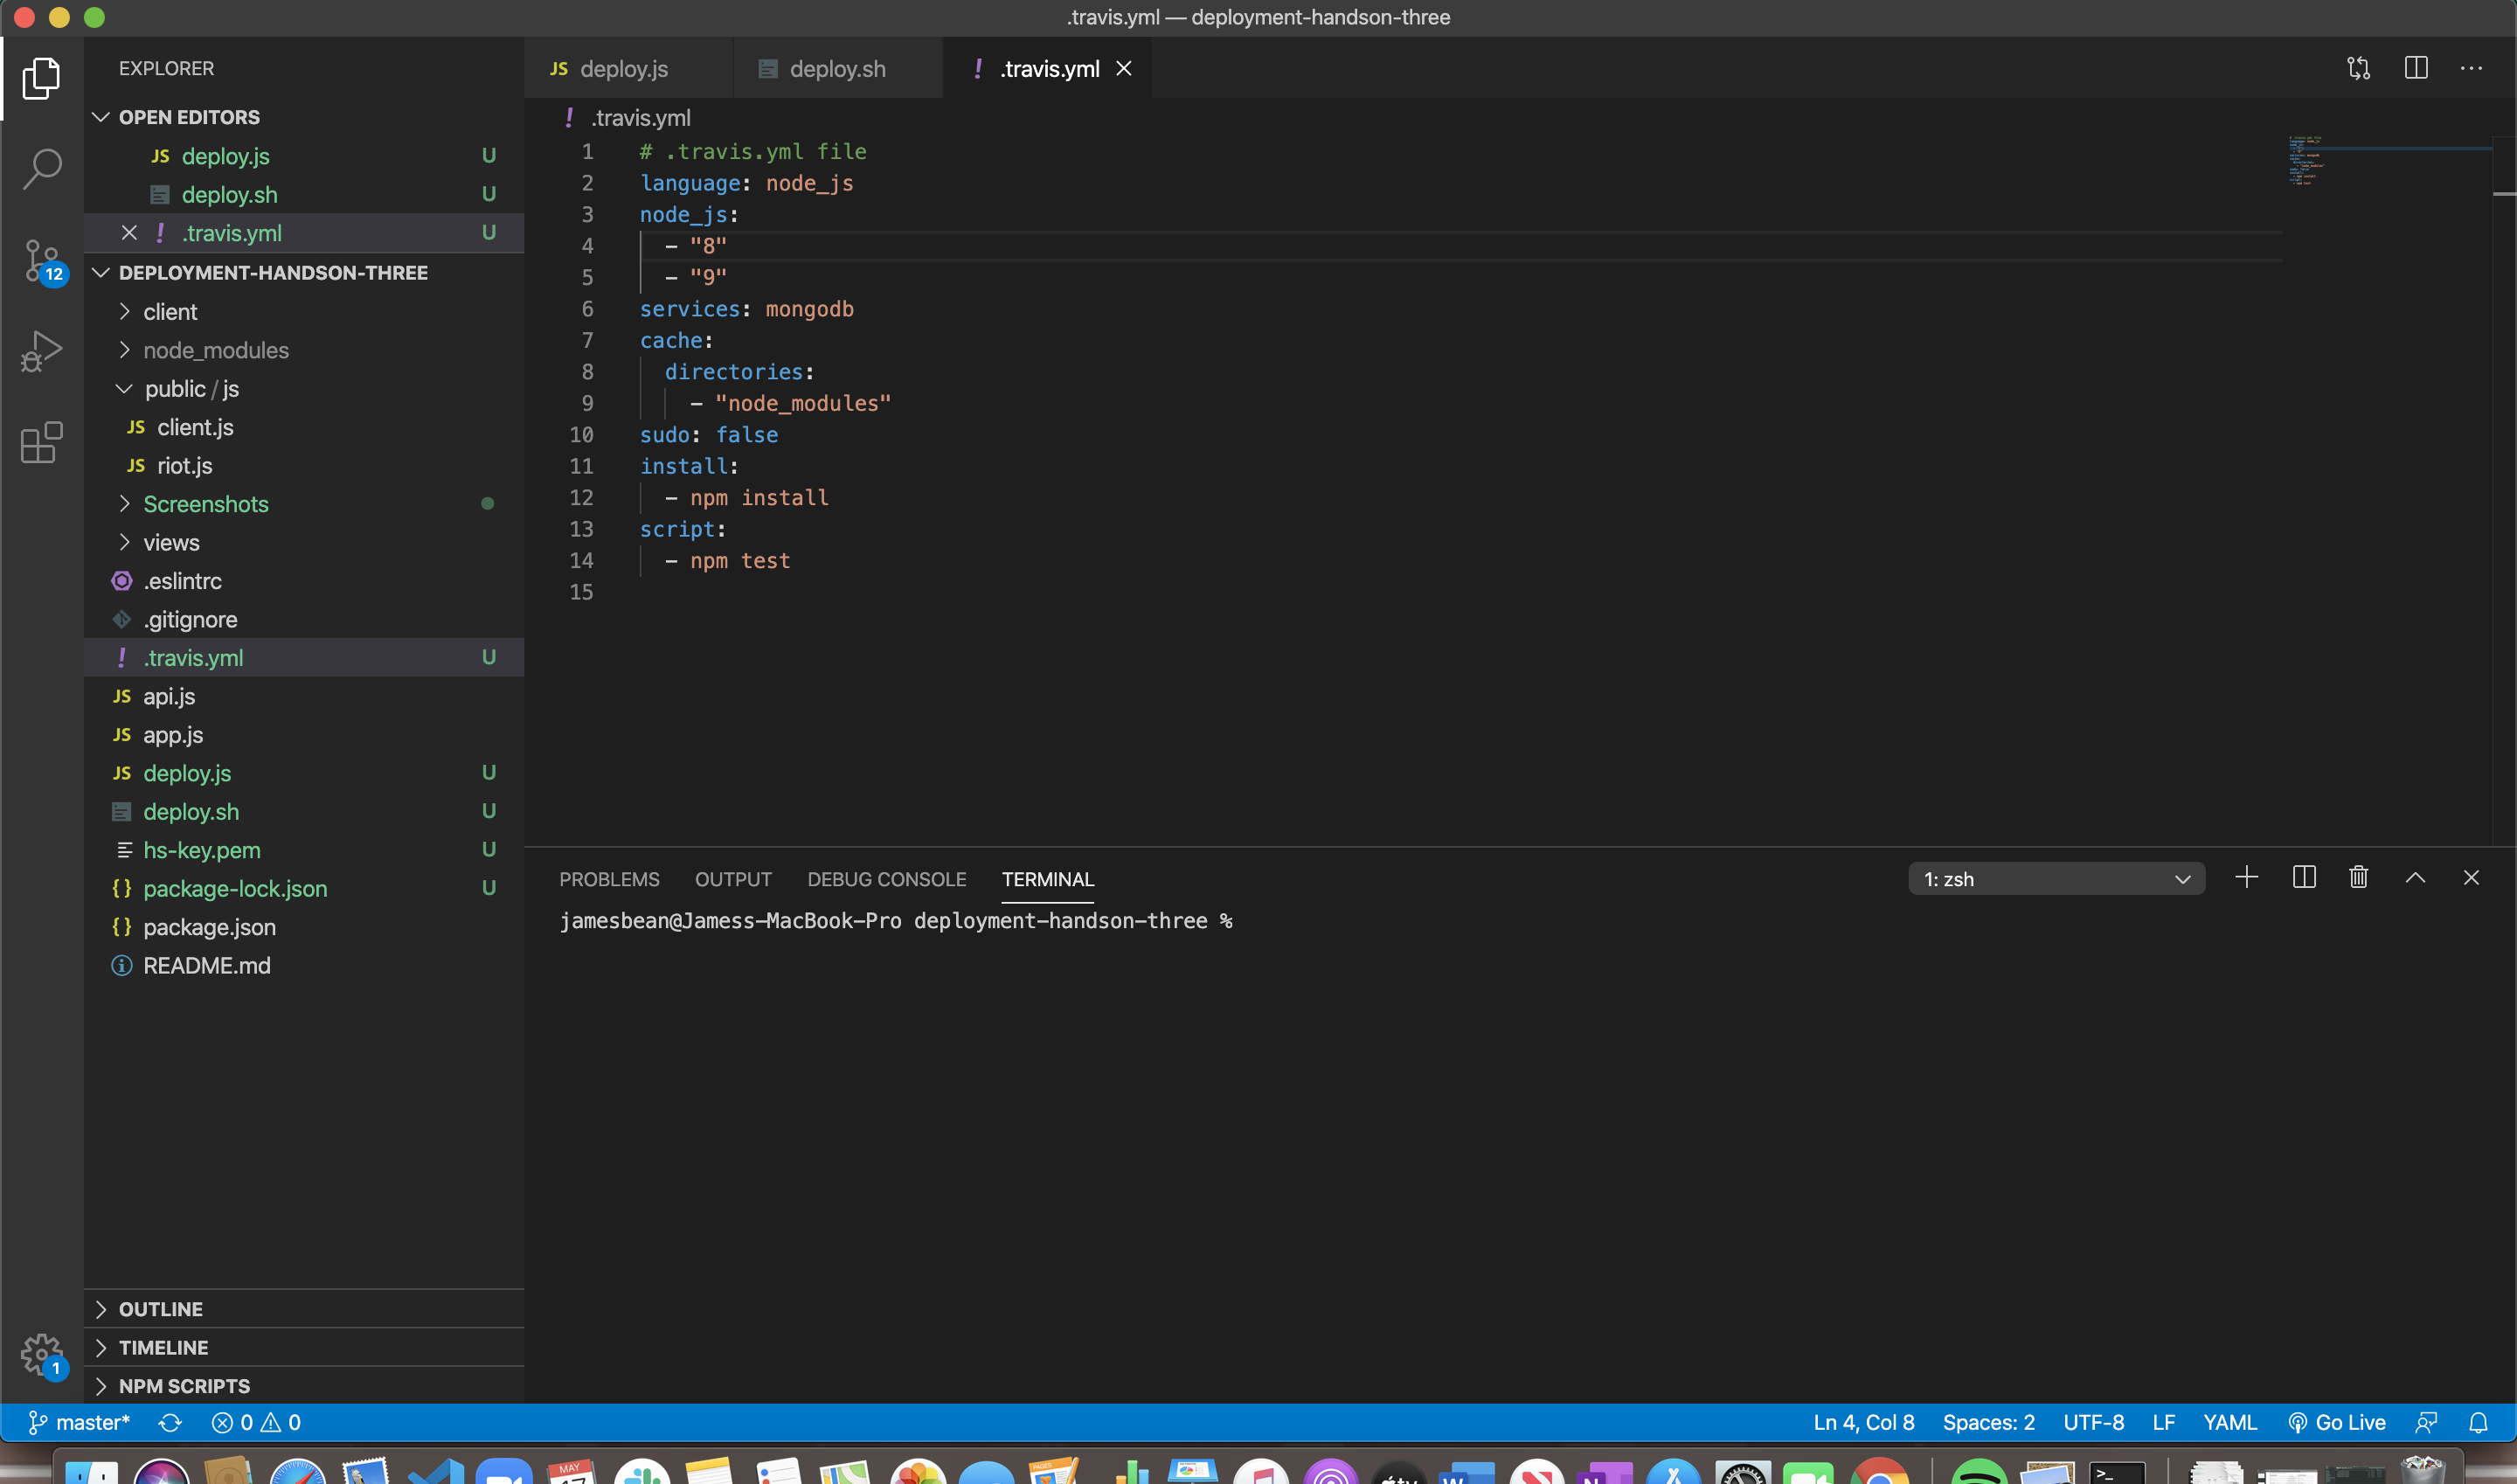 .travis.yml — deployment-handson-three
EXPLORER
OPEN EDITORS
JS deploy.js U
deploy.sh U
! .travis.yml U
DEPLOYMENT-HANDSON-THREE
client
node_modules
public / js
JS client.js
JS riot.js
Screenshots
views
.eslintrc
.gitignore
! .travis.yml U
JS api.js
JS app.js
JS deploy.js U
deploy.sh U
hs-key.pem U
{} package-lock.json U
{} package.json
README.md
OUTLINE
TIMELINE
NPM SCRIPTS
12
1
JS deploy.js
deploy.sh
! .travis.yml
! .travis.yml
1 # .travis.yml file
2 language: node_js
3 node_js:
4 - "8"
5 - "9"
6 services: mongodb
7 cache:
8 directories:
9 - "node_modules"
10 sudo: false
11 install:
12 - npm install
13 script:
14 - npm test
15
PROBLEMS OUTPUT DEBUG CONSOLE TERMINAL
1: zsh
jamesbean@Jamess-MacBook-Pro deployment-handson-three %
master* 0 0
Ln 4, Col 8 Spaces: 2 UTF-8 LF YAML Go Live
MAY
PAGES